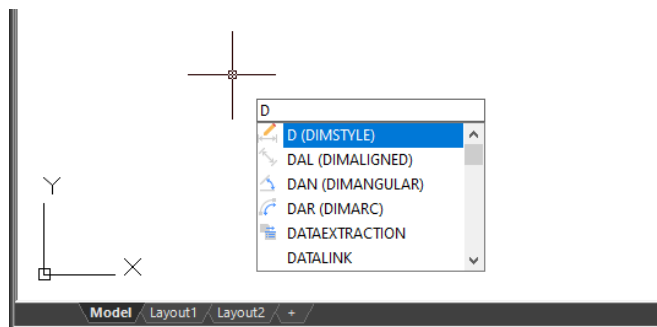 D
D (DIMSTYLE)
DAL (DIMALIGNED)
DAN (DIMANGULAR)
DAR (DIMARC)
DATAEXTRACTION
DATALINK
Y
X
Model Layout1 Layout2 +